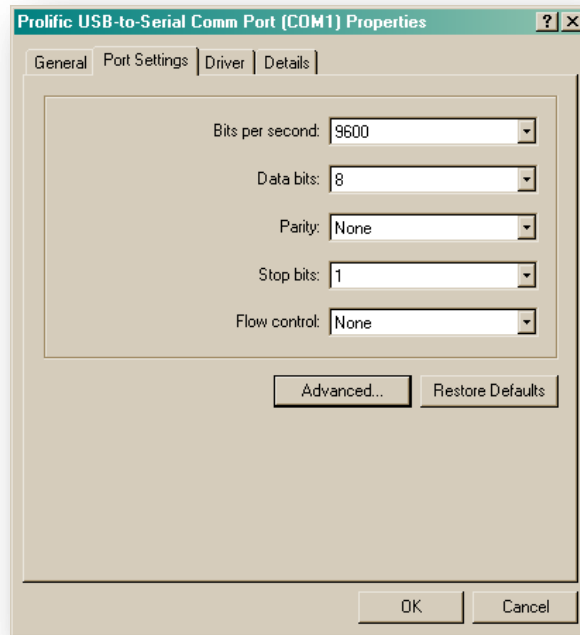 Prolific USB-to-Serial Comm Port (COM1) Properties
General Port Settings Driver Details
Bits per second: 9600
Data bits: 8
Parity: None
Stop bits: 1
Flow control: None
Advanced... Restore Defaults
OK Cancel